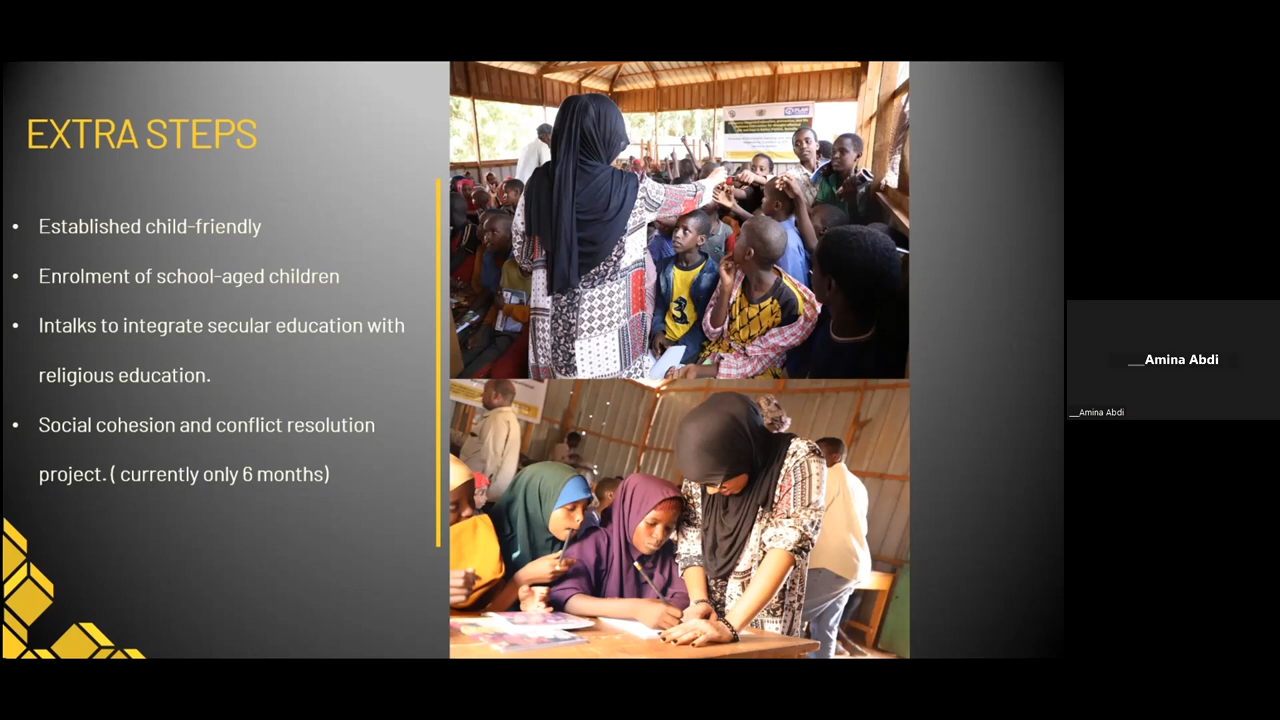 EXTRA STEPS
• Established child-friendly
• Enrolment of school-aged children
• Intalks to integrate secular education with
religious education.
• Social cohesion and conflict resolution
project. ( currently only 6 months)
__Amina Abdi
__Amina Abdi